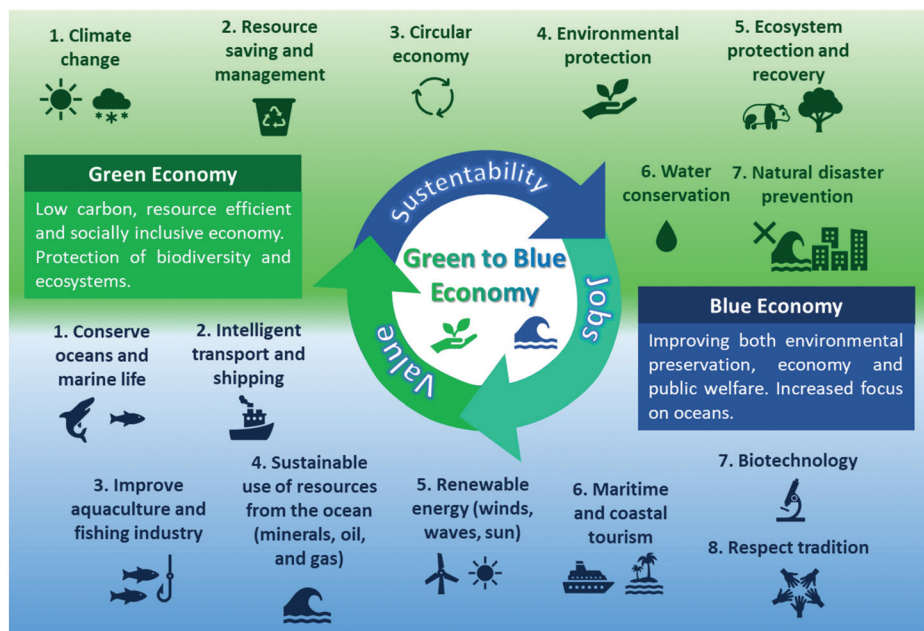 1. Climate
change
2. Resource
saving and
management
3. Circular
economy
4. Environmental
protection
5. Ecosystem
protection and
recovery
6. Water
conservation
7. Natural disaster
prevention
Green Economy
Low carbon, resource efficient
and socially inclusive economy.
Protection of biodiversity and
ecosystems.
Sustentability
Jobs
Value
Green to Blue
Economy
Blue Economy
Improving both environmental
preservation, economy and
public welfare. Increased focus
on oceans.
1. Conserve
oceans and
marine life
2. Intelligent
transport and
shipping
3. Improve
aquaculture and
fishing industry
4. Sustainable
use of resources
from the ocean
(minerals, oil,
and gas)
5. Renewable
energy (winds,
waves, sun)
6. Maritime
and coastal
tourism
7. Biotechnology
8. Respect tradition